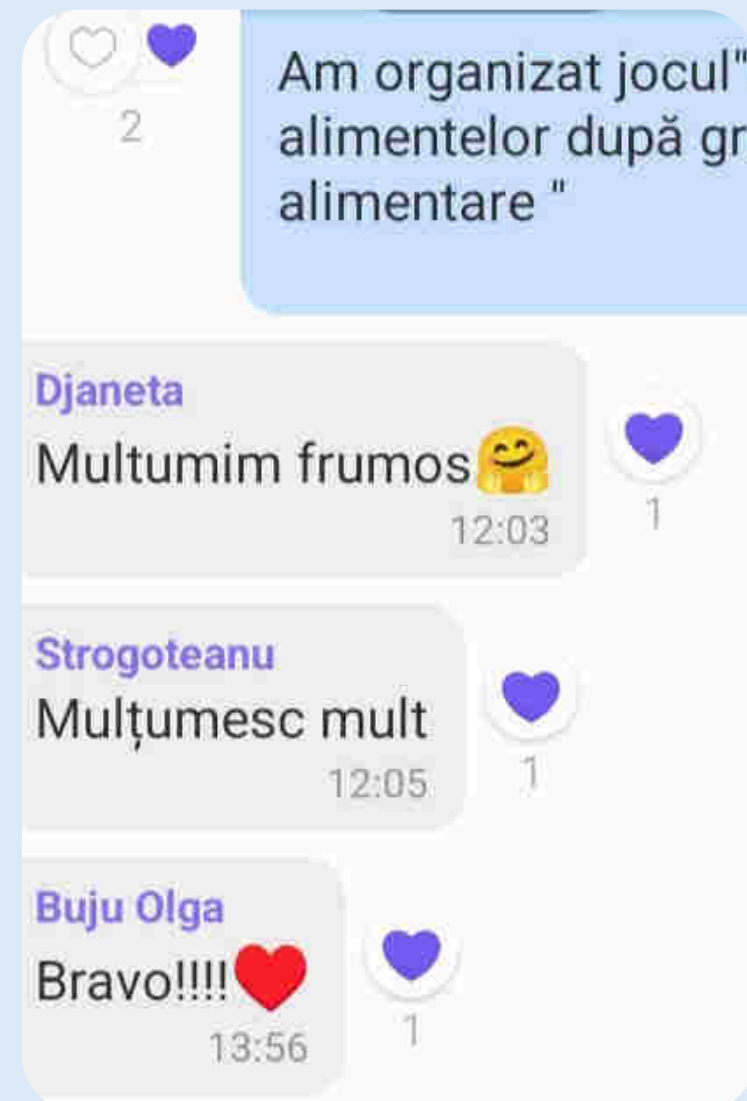 2
Am organizat jocul"
alimentelor după gr
alimentare "
Djaneta
Multumim frumos🤗
12:03
1
Strogoteanu
Mulțumesc mult
12:05
1
Buju Olga
Bravo!!!!❤️
13:56
1